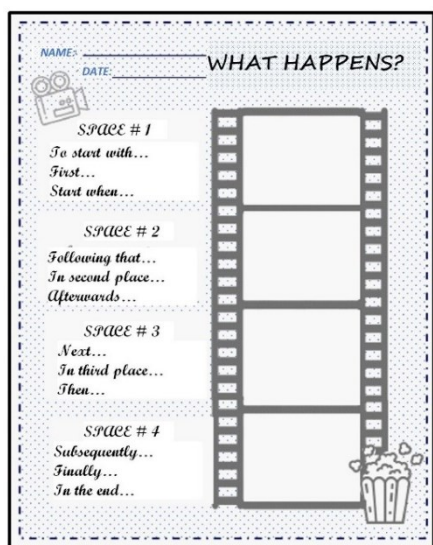 NAME:
DATE:
WHAT HAPPENS?
SPACE # 1
To start with...
First...
Start when...
SPACE # 2
Following that...
In second place...
Afterwards...
SPACE # 3
Next...
In third place...
Then...
SPACE # 4
Subsequently...
Finally...
In the end...